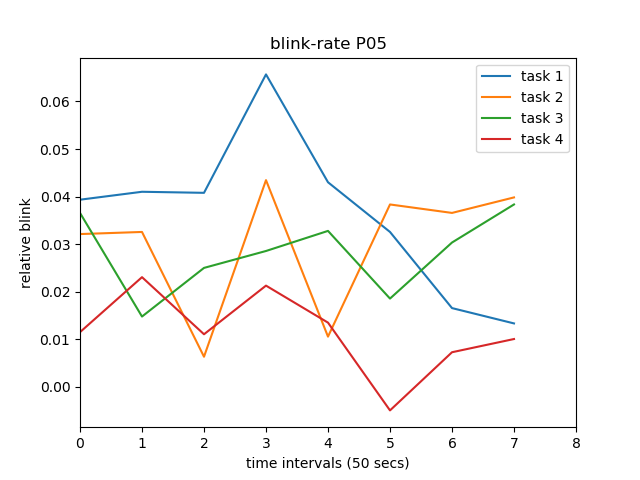 blink-rate P05
task 1
task 2
task 3
task 4
0.06
0.05
0.04
0.03
0.02
0.01
0.00
relative blink
0 1 2 3 4 5 6 7 8
time intervals (50 secs)